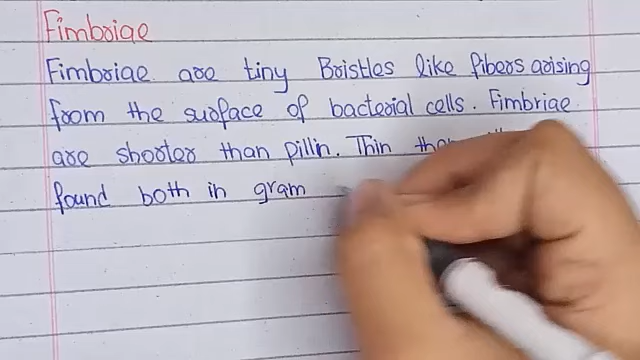 Fimbriae
Fimbriae are tiny Bristles like fibers arising
from the surface of bacterial cells. Fimbriae
are shorter than pillin. Thin than
found both in gram